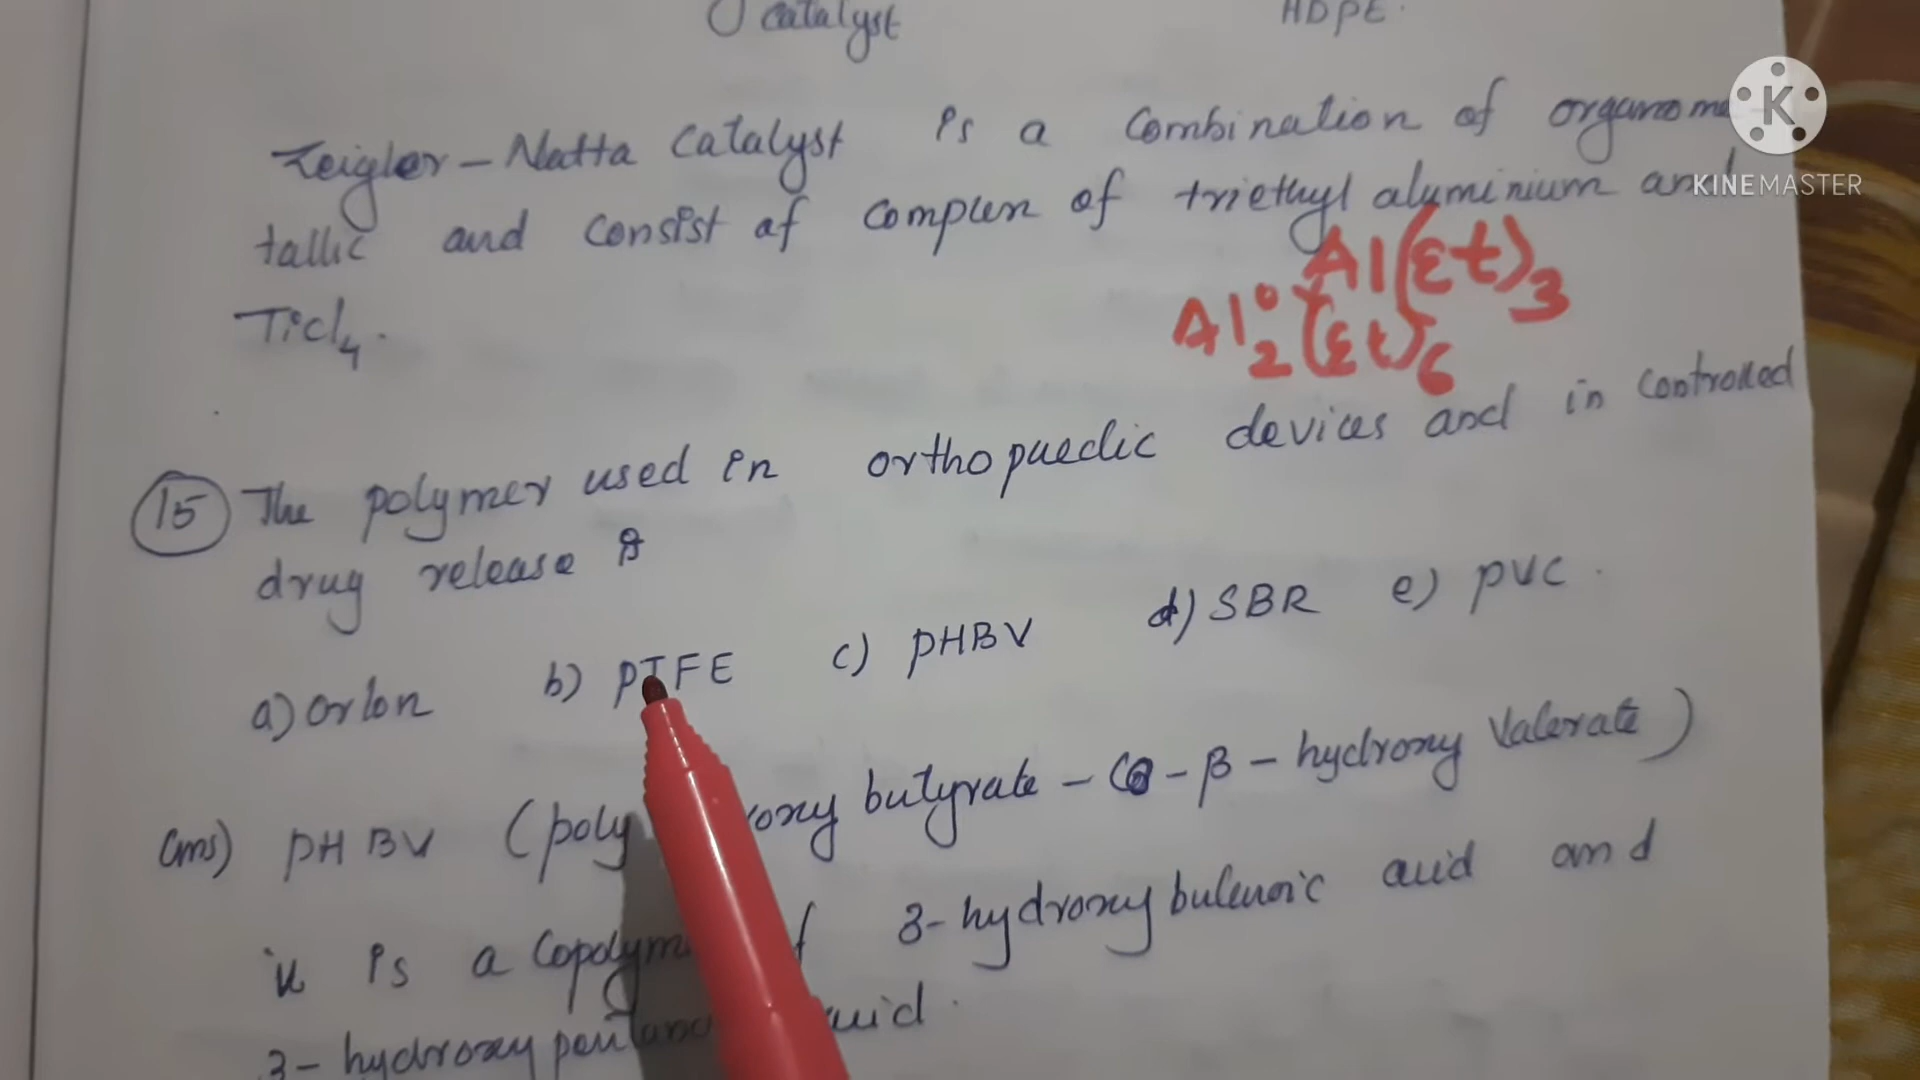 catalyst HDPE.
Zeigler-Natta Catalyst is a combination of organome
tallic and consist of complex of triethyl aluminium and
TiCl4.
Al(Et)3
Al2(Et)6
15 The polymer used in orthopaedic devices and in controlled
drug release is
a) orlon b) PTFE c) PHBV d) SBR e) PVC.
Ans) PHBV (poly oxy butyrate - CO - β - hydroxy valerate)
it is a copolym f 3-hydroxy butenoic acid and
3-hydroxy pentano acid.
K
KINEMASTER